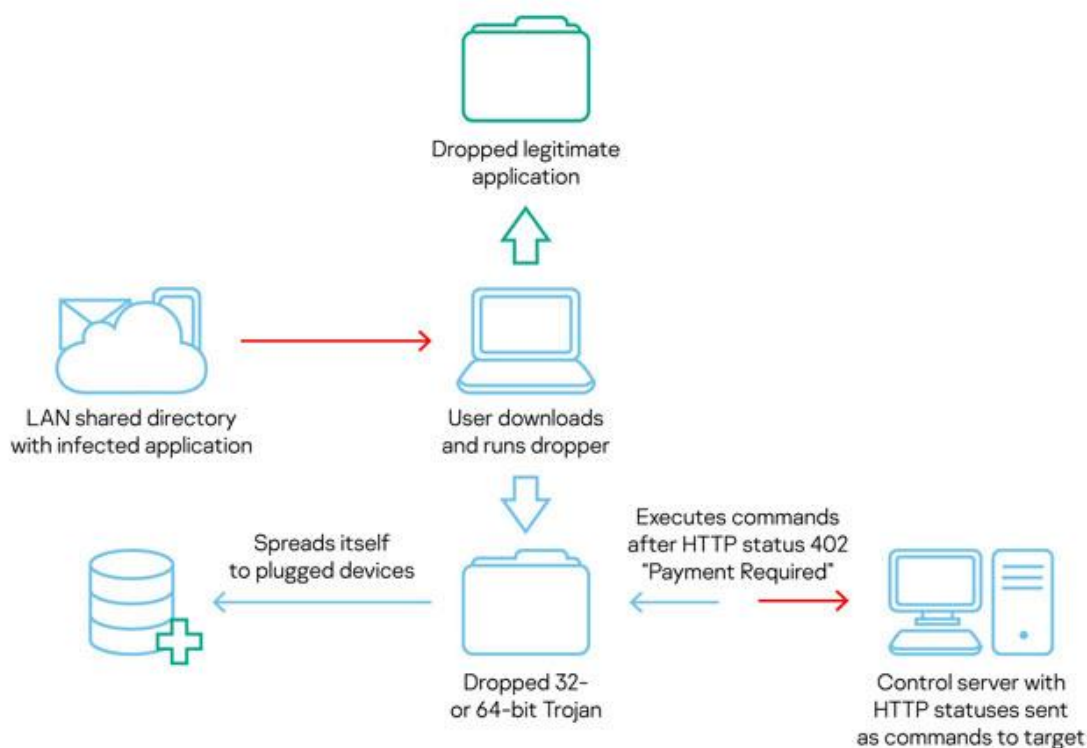 Dropped legitimate
application
LAN shared directory
with infected application
User downloads
and runs dropper
Spreads itself
to plugged devices
Executes commands
after HTTP status 402
"Payment Required"
Dropped 32-
or 64-bit Trojan
Control server with
HTTP statuses sent
as commands to target